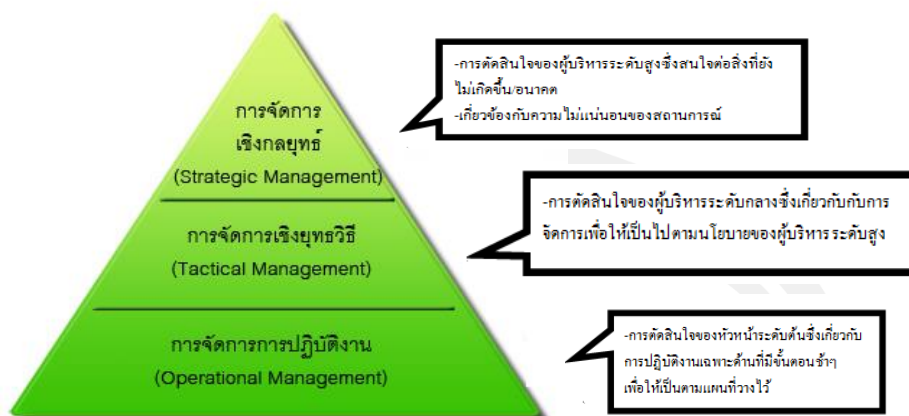 การจัดการ
เชิงกลยุทธ์
(Strategic Management)
-การตัดสินใจของผู้บริหารระดับสูงซึ่งสนใจต่อสิ่งที่ยัง
ไม่เกิดขึ้น/อนาคต
-เกี่ยวข้องกับความไม่แน่นอนของสถานการณ์
การจัดการเชิงยุทธวิธี
(Tactical Management)
-การตัดสินใจของผู้บริหารระดับกลางซึ่งเกี่ยวกับกับการ
จัดการเพื่อให้เป็นไปตามนโยบายของผู้บริหารระดับสูง
การจัดการการปฏิบัติงาน
(Operational Management)
-การตัดสินใจของหัวหน้าระดับต้นซึ่งเกี่ยวกับ
การปฏิบัติงานเฉพาะด้านที่มีขั้นตอนซ้ำๆ
เพื่อให้เป็นตามแผนที่วางไว้